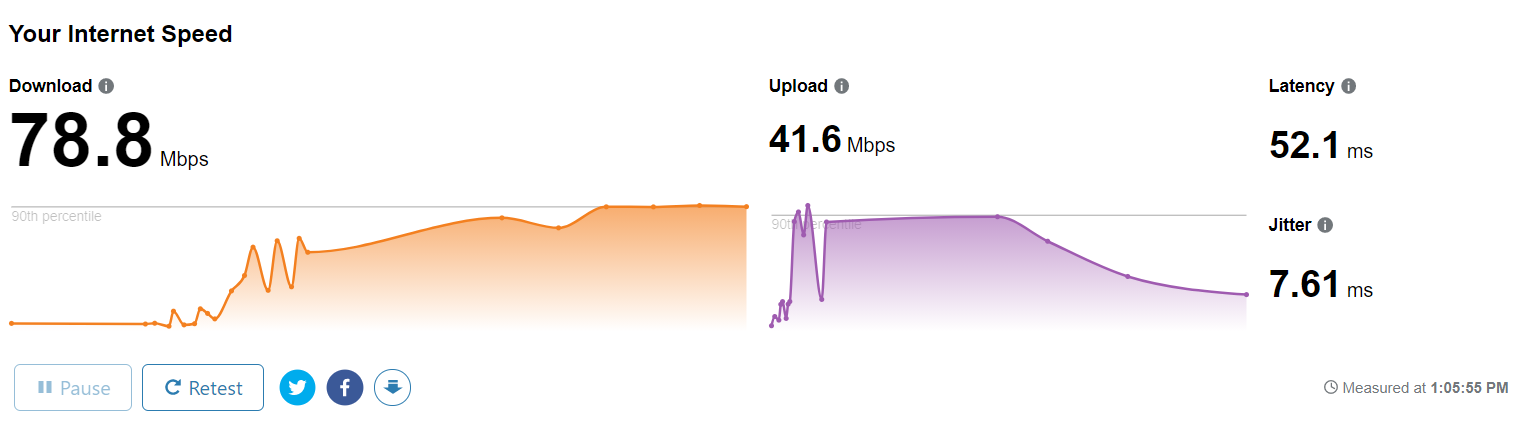 Your Internet Speed
Download
78.8 Mbps
90th percentile
Upload
41.6 Mbps
90th percentile
Latency
52.1 ms
Jitter
7.61 ms
Pause
Retest
Measured at 1:05:55 PM